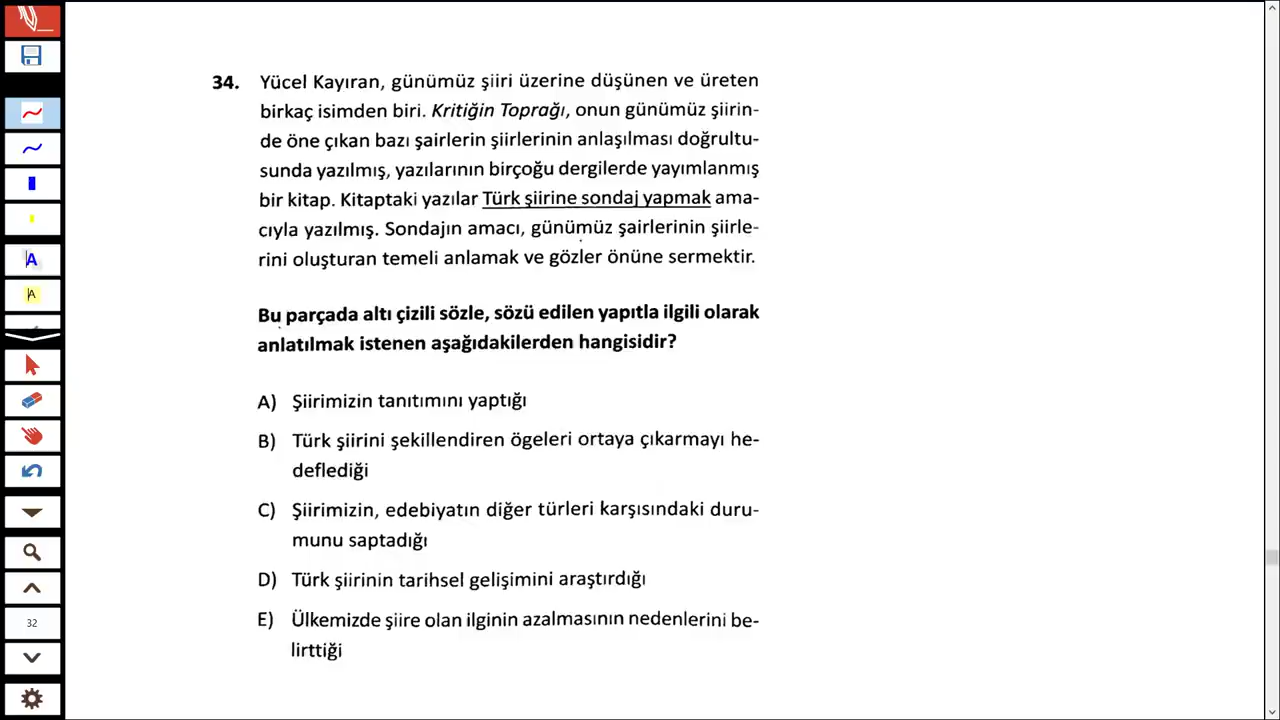 34. Yücel Kayıran, günümüz şiiri üzerine düşünen ve üreten
birkaç isimden biri. Kritiğin Toprağı, onun günümüz şiirin-
de öne çıkan bazı şairlerin şiirlerinin anlaşılması doğrultu-
sunda yazılmış, yazılarının birçoğu dergilerde yayımlanmış
bir kitap. Kitaptaki yazılar Türk şiirine sondaj yapmak ama-
cıyla yazılmış. Sondajın amacı, günümüz şairlerinin şiirle-
rini oluşturan temeli anlamak ve gözler önüne sermektir.
Bu parçada altı çizili sözle, sözü edilen yapıtla ilgili olarak
anlatılmak istenen aşağıdakilerden hangisidir?
A) Şiirimizin tanıtımını yaptığı
B) Türk şiirini şekillendiren ögeleri ortaya çıkarmayı he-
deflediği
C) Şiirimizin, edebiyatın diğer türleri karşısındaki duru-
munu saptadığı
D) Türk şiirinin tarihsel gelişimini araştırdığı
E) Ülkemizde şiire olan ilginin azalmasının nedenlerini be-
lirttiği
A
A
32